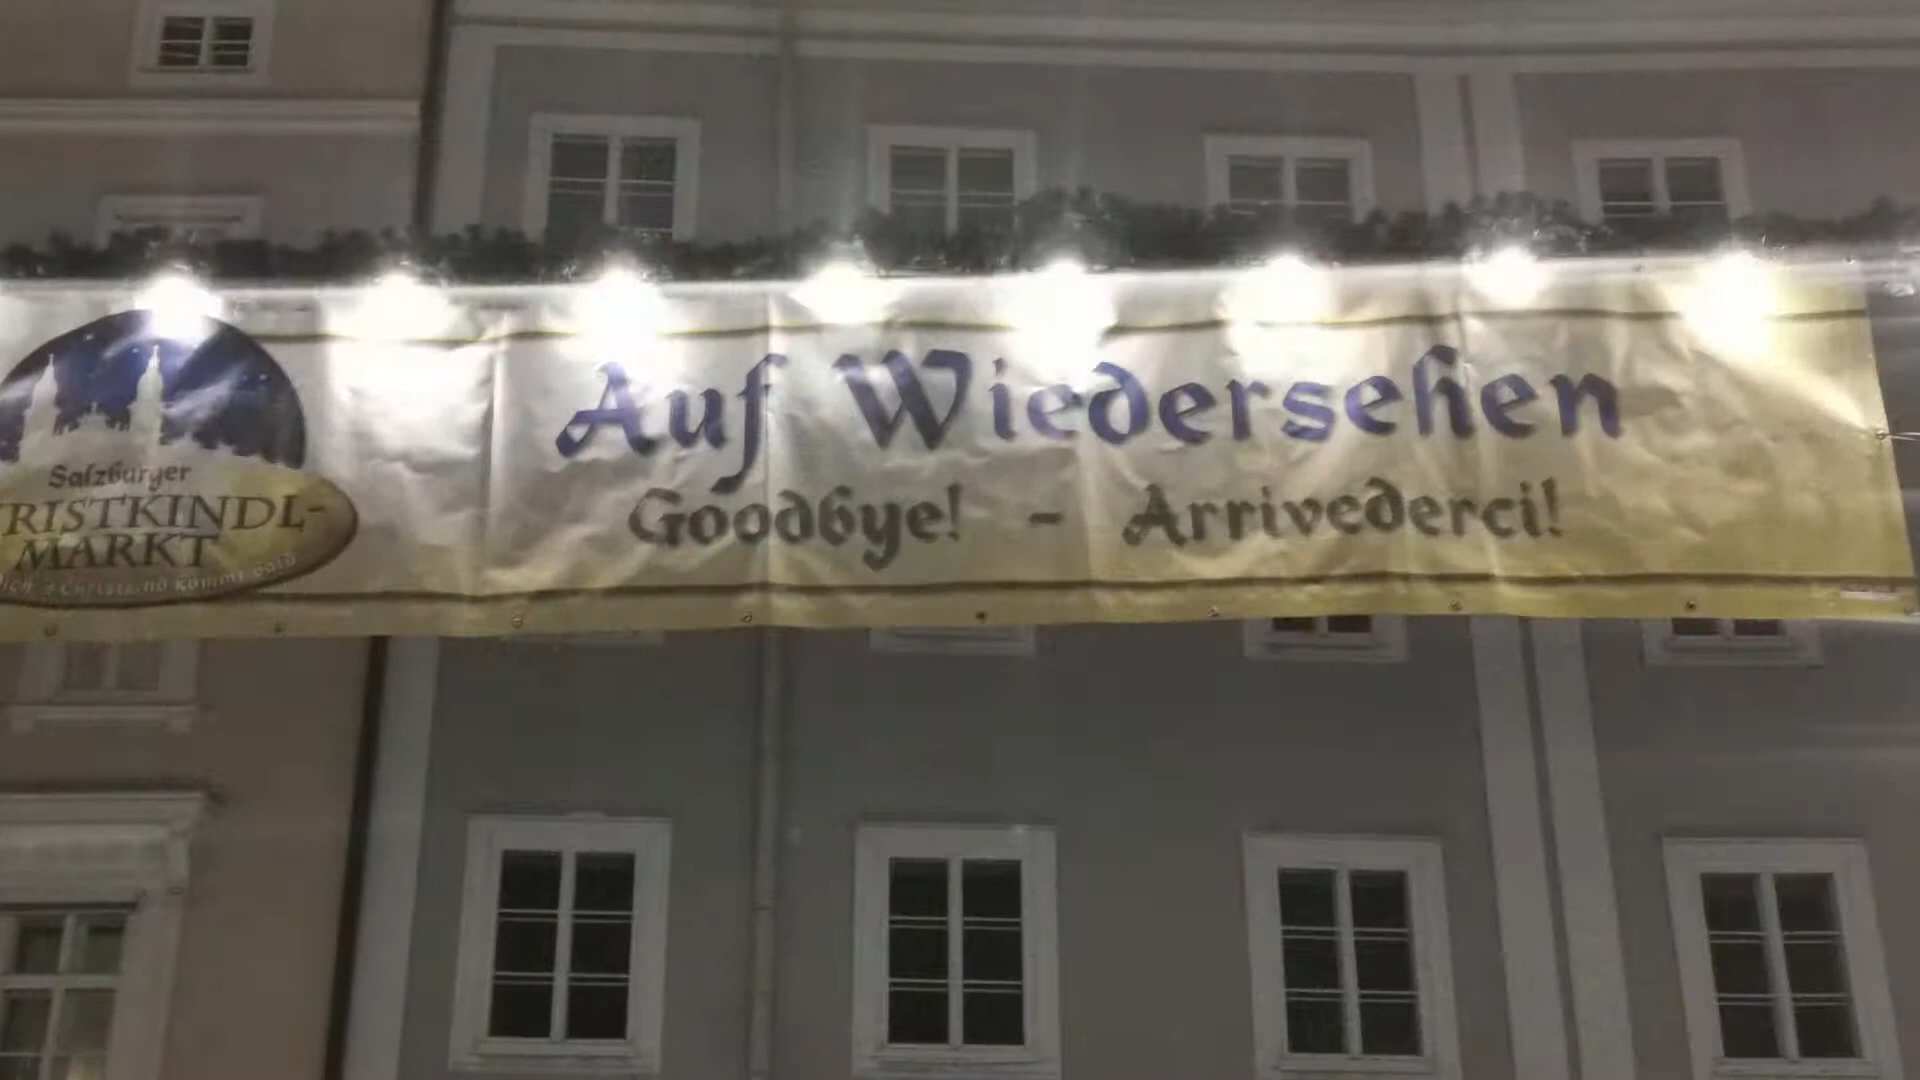 Salzburger
RISTKINDL-
MARKT
Auf Wiedersehen
Goodbye! - Arrivederci!